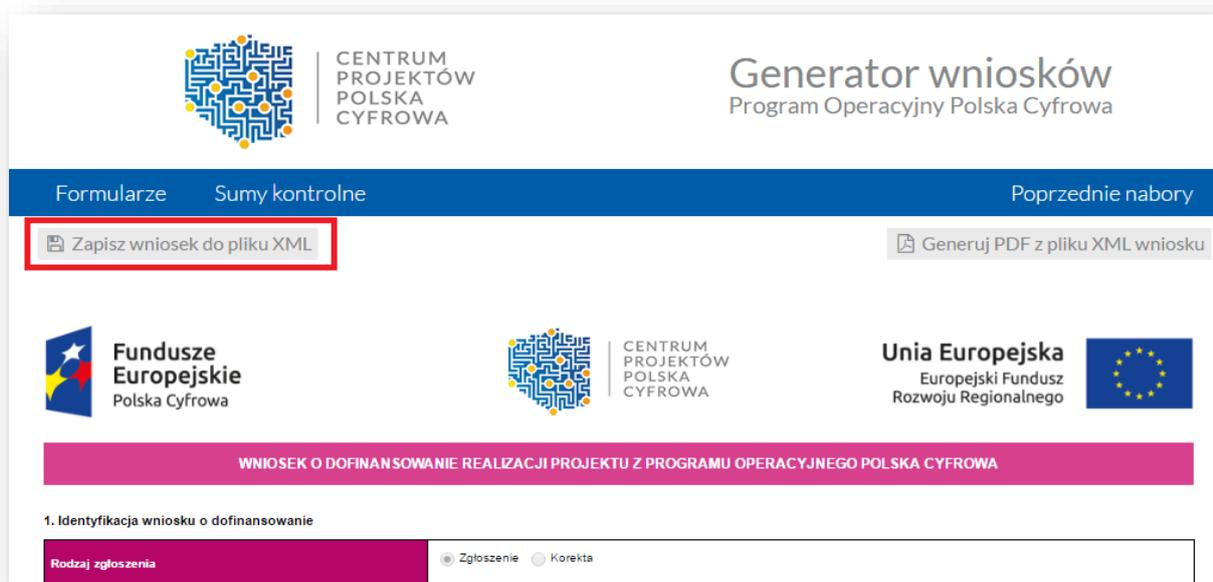 CENTRUM
PROJEKTÓW
POLSKA
CYFROWA
Generator wniosków
Program Operacyjny Polska Cyfrowa
Formularze Sumy kontrolne Poprzednie nabory
Zapisz wniosek do pliku XML Generuj PDF z pliku XML wniosku
Fundusze
Europejskie
Polska Cyfrowa
CENTRUM
PROJEKTÓW
POLSKA
CYFROWA
Unia Europejska
Europejski Fundusz
Rozwoju Regionalnego
WNIOSEK O DOFINANSOWANIE REALIZACJI PROJEKTU Z PROGRAMU OPERACYJNEGO POLSKA CYFROWA
1. Identyfikacja wniosku o dofinansowanie
Rodzaj zgłoszenia Zgłoszenie Korekta